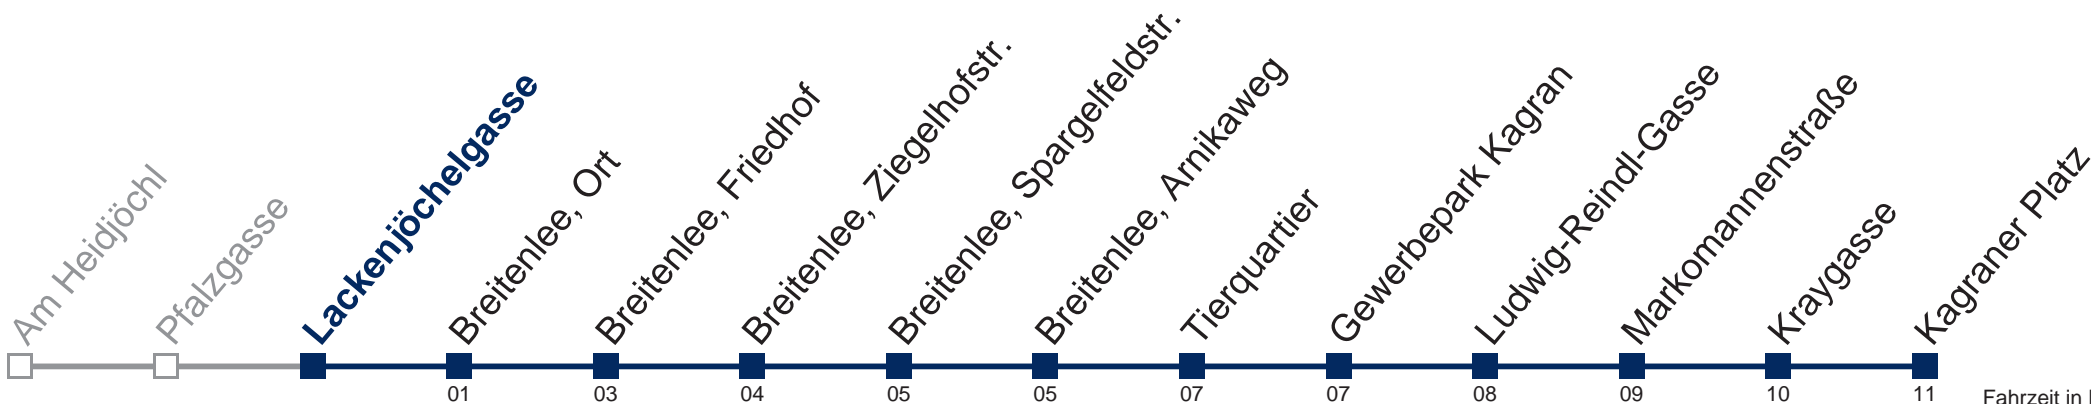 Am Heidjöchl
Pfalzgasse
Lackenjöchelgasse
Breitenlee, Ort
Breitenlee, Friedhof
Breitenlee, Ziegelhofstr.
Breitenlee, Spargelfeldstr.
Breitenlee, Arnikaweg
Tierquartier
Gewerbepark Kagran
Ludwig-Reindl-Gasse
Markomannenstraße
Kraygasse
Kagraner Platz
01 03 04 05 05 07 07 08 09 10 11
Fahrzeit in